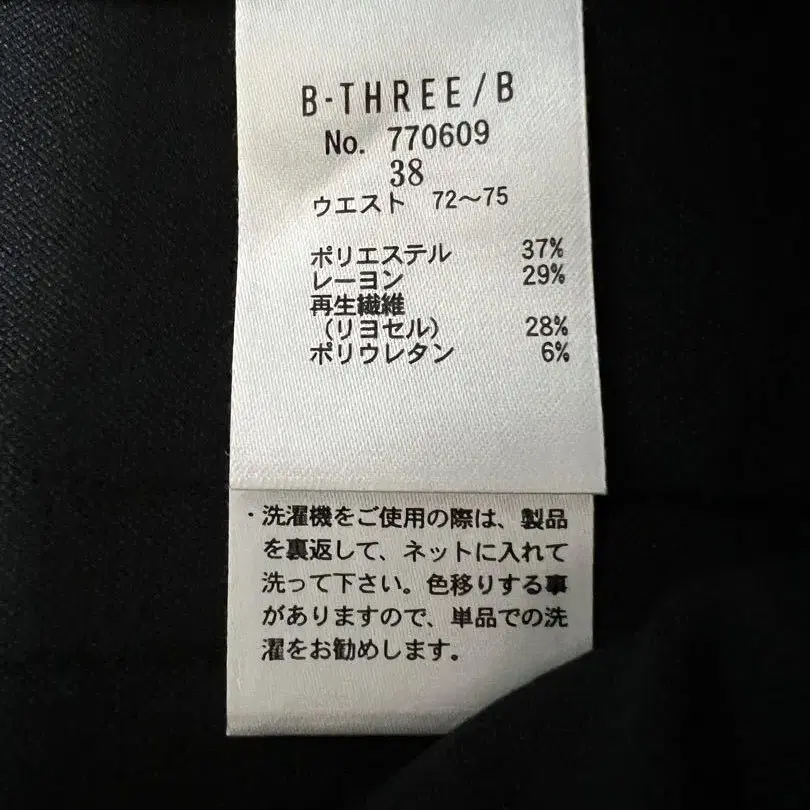 B-THREE/B
No. 770609
38
ウエスト 72～75
ポリエステル 37%
レーヨン 29%
再生繊維
(リヨセル) 28%
ポリウレタン 6%
・洗濯機をご使用の際は、製品
を裏返して、ネットに入れて
洗って下さい。色移りする事
がありますので、単品での洗
濯をお勧めします。